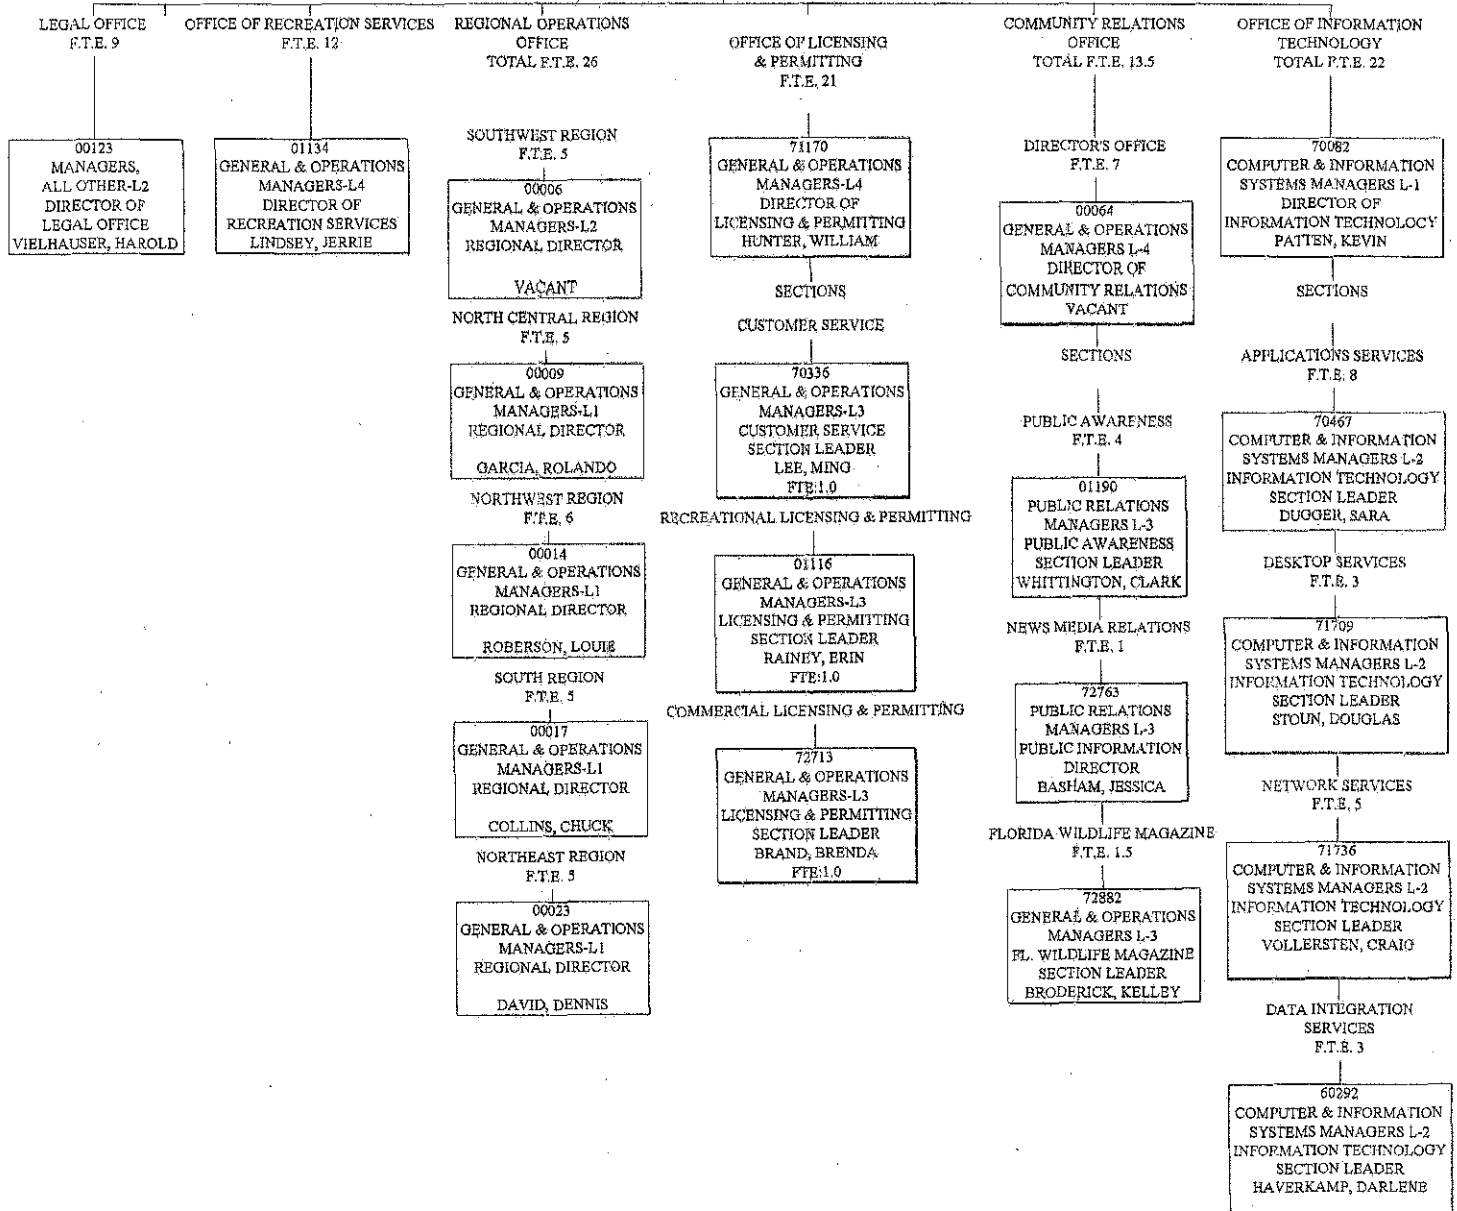 LEGAL OFFICE
F.T.E. 9
00123
MANAGERS,
ALL OTHER-L2
DIRECTOR OF
LEGAL OFFICE
VIELHAUSER, HAROLD
OFFICE OF RECREATION SERVICES
F.T.E. 12
01134
GENERAL & OPERATIONS
MANAGERS-L4
DIRECTOR OF
RECREATION SERVICES
LINDSEY, JERRIE
REGIONAL OPERATIONS
OFFICE
TOTAL F.T.E. 26
SOUTHWEST REGION
F.T.E. 5
00006
GENERAL & OPERATIONS
MANAGERS-L2
REGIONAL DIRECTOR
VACANT
NORTH CENTRAL REGION
F.T.E. 5
00009
GENERAL & OPERATIONS
MANAGERS-L1
REGIONAL DIRECTOR
GARCIA, ROLANDO
NORTHWEST REGION
F.T.E. 6
00014
GENERAL & OPERATIONS
MANAGERS-L1
REGIONAL DIRECTOR
ROBERSON, LOUIE
SOUTH REGION
F.T.E. 5
00017
GENERAL & OPERATIONS
MANAGERS-L1
REGIONAL DIRECTOR
COLLINS, CHUCK
NORTHEAST REGION
F.T.E. 5
00023
GENERAL & OPERATIONS
MANAGERS-L1
REGIONAL DIRECTOR
DAVID, DENNIS
OFFICE OF LICENSING
& PERMITTING
F.T.E. 21
71170
GENERAL & OPERATIONS
MANAGERS-L4
DIRECTOR OF
LICENSING & PERMITTING
HUNTER, WILLIAM
SECTIONS
CUSTOMER SERVICE
70336
GENERAL & OPERATIONS
MANAGERS-L3
CUSTOMER SERVICE
SECTION LEADER
LEE, MING
FTE:1.0
RECREATIONAL LICENSING & PERMITTING
01116
GENERAL & OPERATIONS
MANAGERS-L3
LICENSING & PERMITTING
SECTION LEADER
RAINEY, ERIN
FTE:1.0
COMMERCIAL LICENSING & PERMITTING
72713
GENERAL & OPERATIONS
MANAGERS-L3
LICENSING & PERMITTING
SECTION LEADER
BRAND, BRENDA
FTE:1.0
COMMUNITY RELATIONS
OFFICE
TOTAL F.T.E. 13.5
DIRECTOR'S OFFICE
F.T.E. 7
00064
GENERAL & OPERATIONS
MANAGERS L-4
DIRECTOR OF
COMMUNITY RELATIONS
VACANT
SECTIONS
PUBLIC AWARENESS
F.T.E. 4
01190
PUBLIC RELATIONS
MANAGERS L-3
PUBLIC AWARENESS
SECTION LEADER
WHITTINGTON, CLARK
NEWS MEDIA RELATIONS
F.T.E. 1
72763
PUBLIC RELATIONS
MANAGERS L-3
PUBLIC INFORMATION
DIRECTOR
BASHAM, JESSICA
FLORIDA WILDLIFE MAGAZINE
F.T.E. 1.5
72882
GENERAL & OPERATIONS
MANAGERS L-3
FL. WILDLIFE MAGAZINE
SECTION LEADER
BRODERICK, KELLEY
OFFICE OF INFORMATION
TECHNOLOGY
TOTAL F.T.E. 22
70082
COMPUTER & INFORMATION
SYSTEMS MANAGERS L-1
DIRECTOR OF
INFORMATION TECHNOLOGY
PATTEN, KEVIN
SECTIONS
APPLICATIONS SERVICES
F.T.E. 8
70467
COMPUTER & INFORMATION
SYSTEMS MANAGERS L-2
INFORMATION TECHNOLOGY
SECTION LEADER
DUGGER, SARA
DESKTOP SERVICES
F.T.E. 3
71709
COMPUTER & INFORMATION
SYSTEMS MANAGERS L-2
INFORMATION TECHNOLOGY
SECTION LEADER
STOUN, DOUGLAS
NETWORK SERVICES
F.T.E. 5
71736
COMPUTER & INFORMATION
SYSTEMS MANAGERS L-2
INFORMATION TECHNOLOGY
SECTION LEADER
VOLLERSTEN, CRAIG
DATA INTEGRATION
SERVICES
F.T.E. 3
60292
COMPUTER & INFORMATION
SYSTEMS MANAGERS L-2
INFORMATION TECHNOLOGY
SECTION LEADER
HAVERKAMP, DARLENE